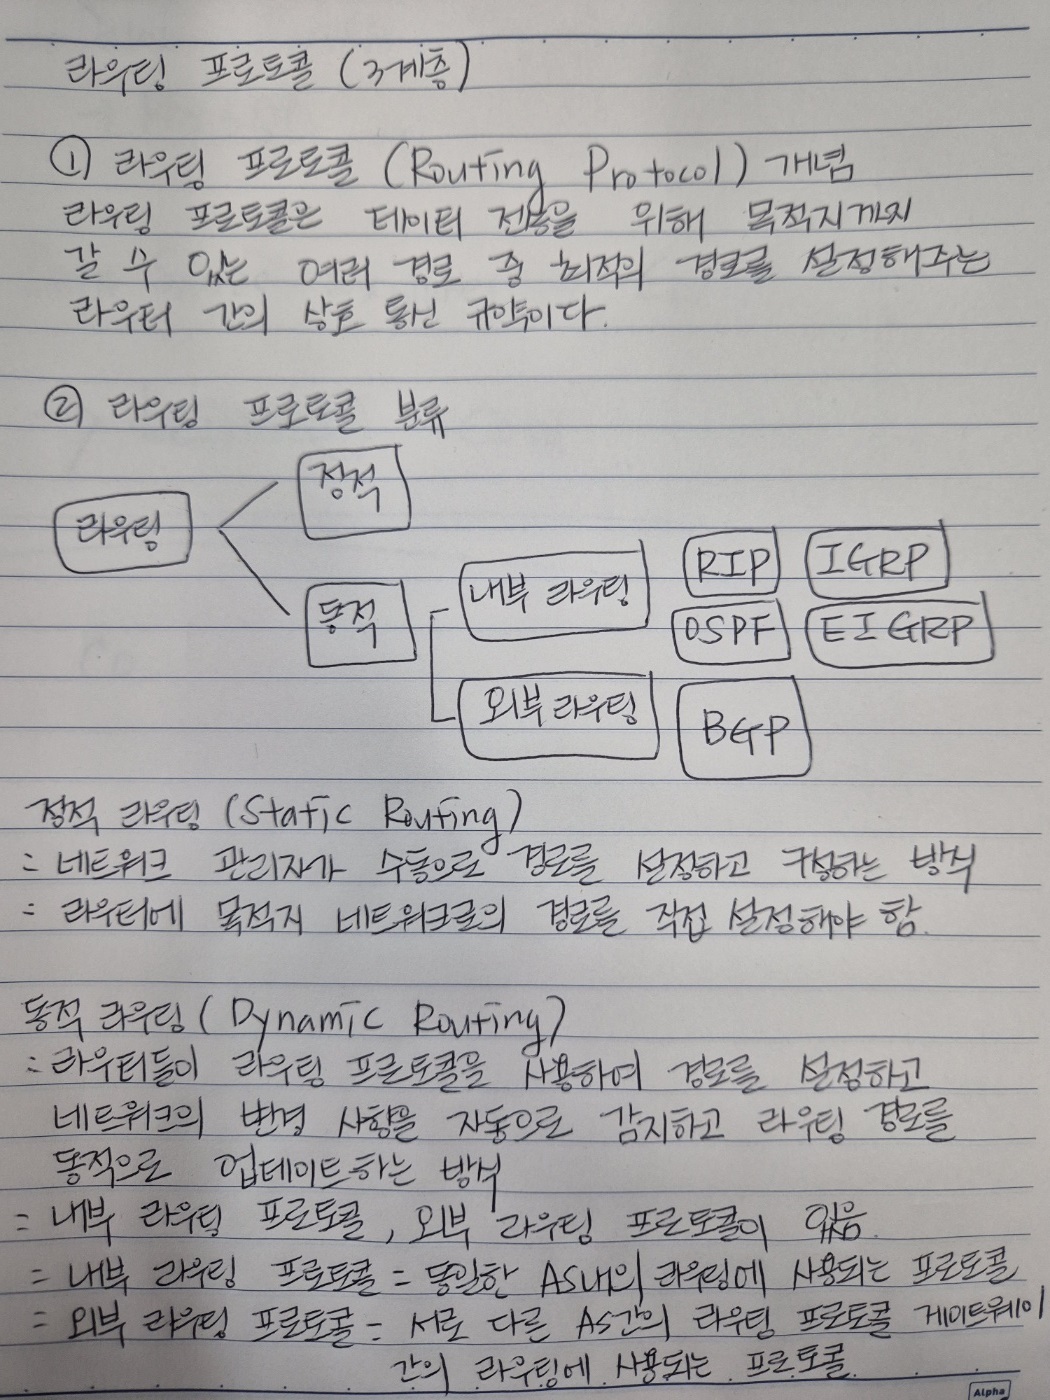 라우팅 프로토콜 (3계층)
① 라우팅 프로토콜 (Routing Protocol) 개념
라우팅 프로토콜은 데이터 전송을 위해 목적지까지
갈 수 있는 여러 경로 중 최적의 경로를 설정해주는
라우터 간의 상호 통신 규약이다.
② 라우팅 프로토콜 분류
정적
라우팅
동적
내부 라우팅
RIP
IGRP
OSPF
EIGRP
외부 라우팅
BGP
정적 라우팅 (Static Routing)
= 네트워크 관리자가 수동으로 경로를 설정하고 구성하는 방식
= 라우터에 목적지 네트워크로의 경로를 직접 설정해야 함.
동적 라우팅 (Dynamic Routing)
= 라우터들이 라우팅 프로토콜을 사용하여 경로를 설정하고
네트워크의 변경 사항을 자동으로 감지하고 라우팅 경로를
동적으로 업데이트하는 방식
= 내부 라우팅 프로토콜, 외부 라우팅 프로토콜이 있음.
= 내부 라우팅 프로토콜 = 동일한 AS내의 라우팅에 사용되는 프로토콜
= 외부 라우팅 프로토콜 = 서로 다른 AS간의 라우팅 프로토콜 게이트웨이
간의 라우팅에 사용되는 프로토콜.
Alpha